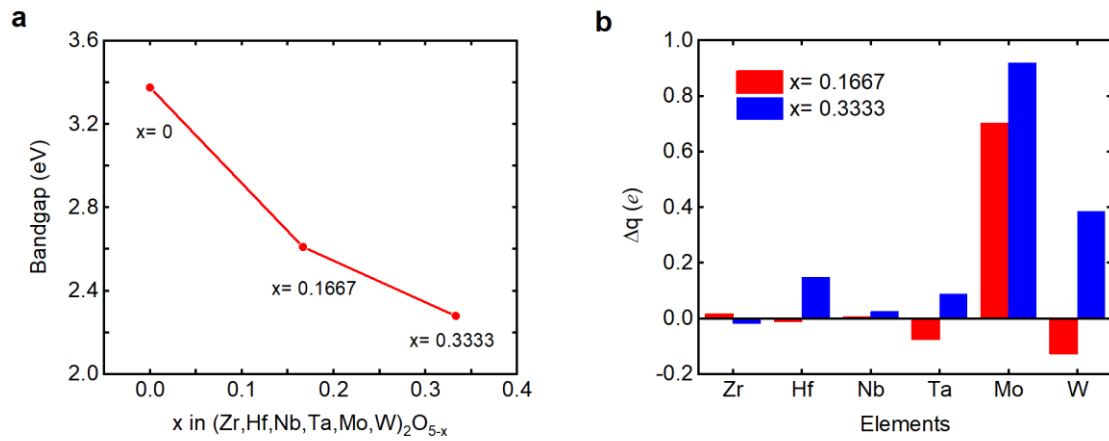 a
3.6
3.2
2.8
2.4
2.0
Bandgap (eV)
x= 0
x= 0.1667
x= 0.3333
0.0 0.1 0.2 0.3 0.4
x in (Zr,Hf,Nb,Ta,Mo,W)₂O₅₋ₓ
b
1.0
0.8
0.6
0.4
0.2
0.0
-0.2
Δq (e)
x= 0.1667
x= 0.3333
Zr Hf Nb Ta Mo W
Elements